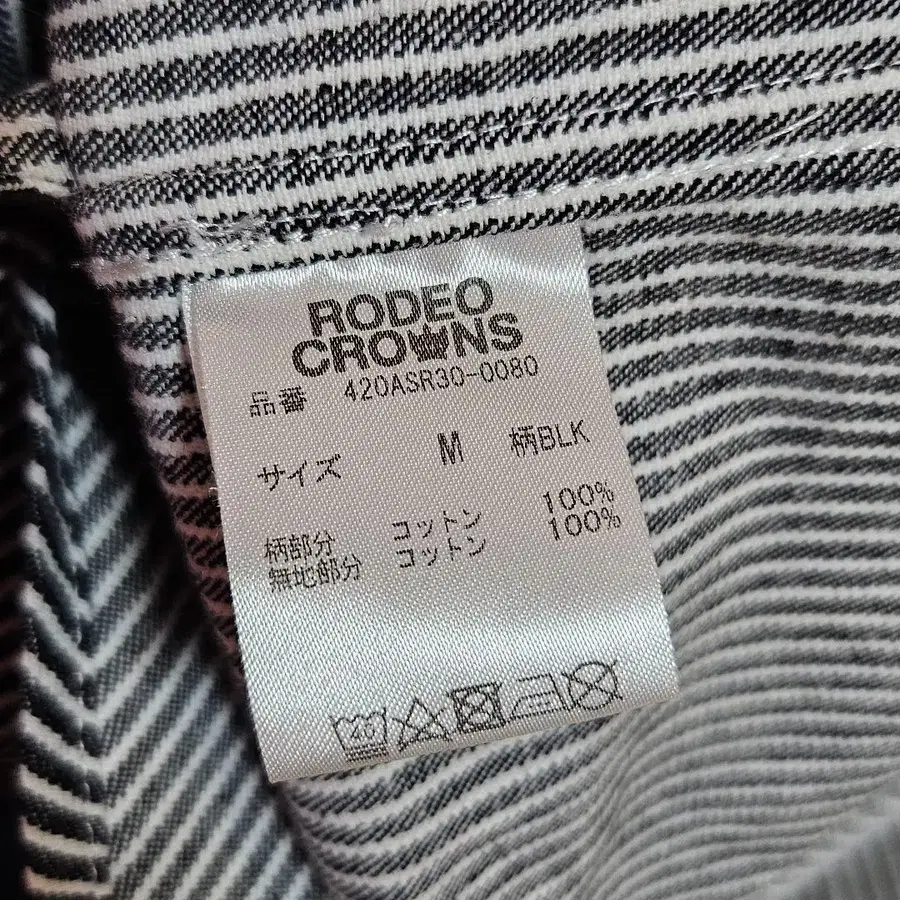 RODEO
CROWNS
品番 420ASR30-0080
サイズ M 柄BLK
柄部分 コットン 100%
無地部分 コットン 100%